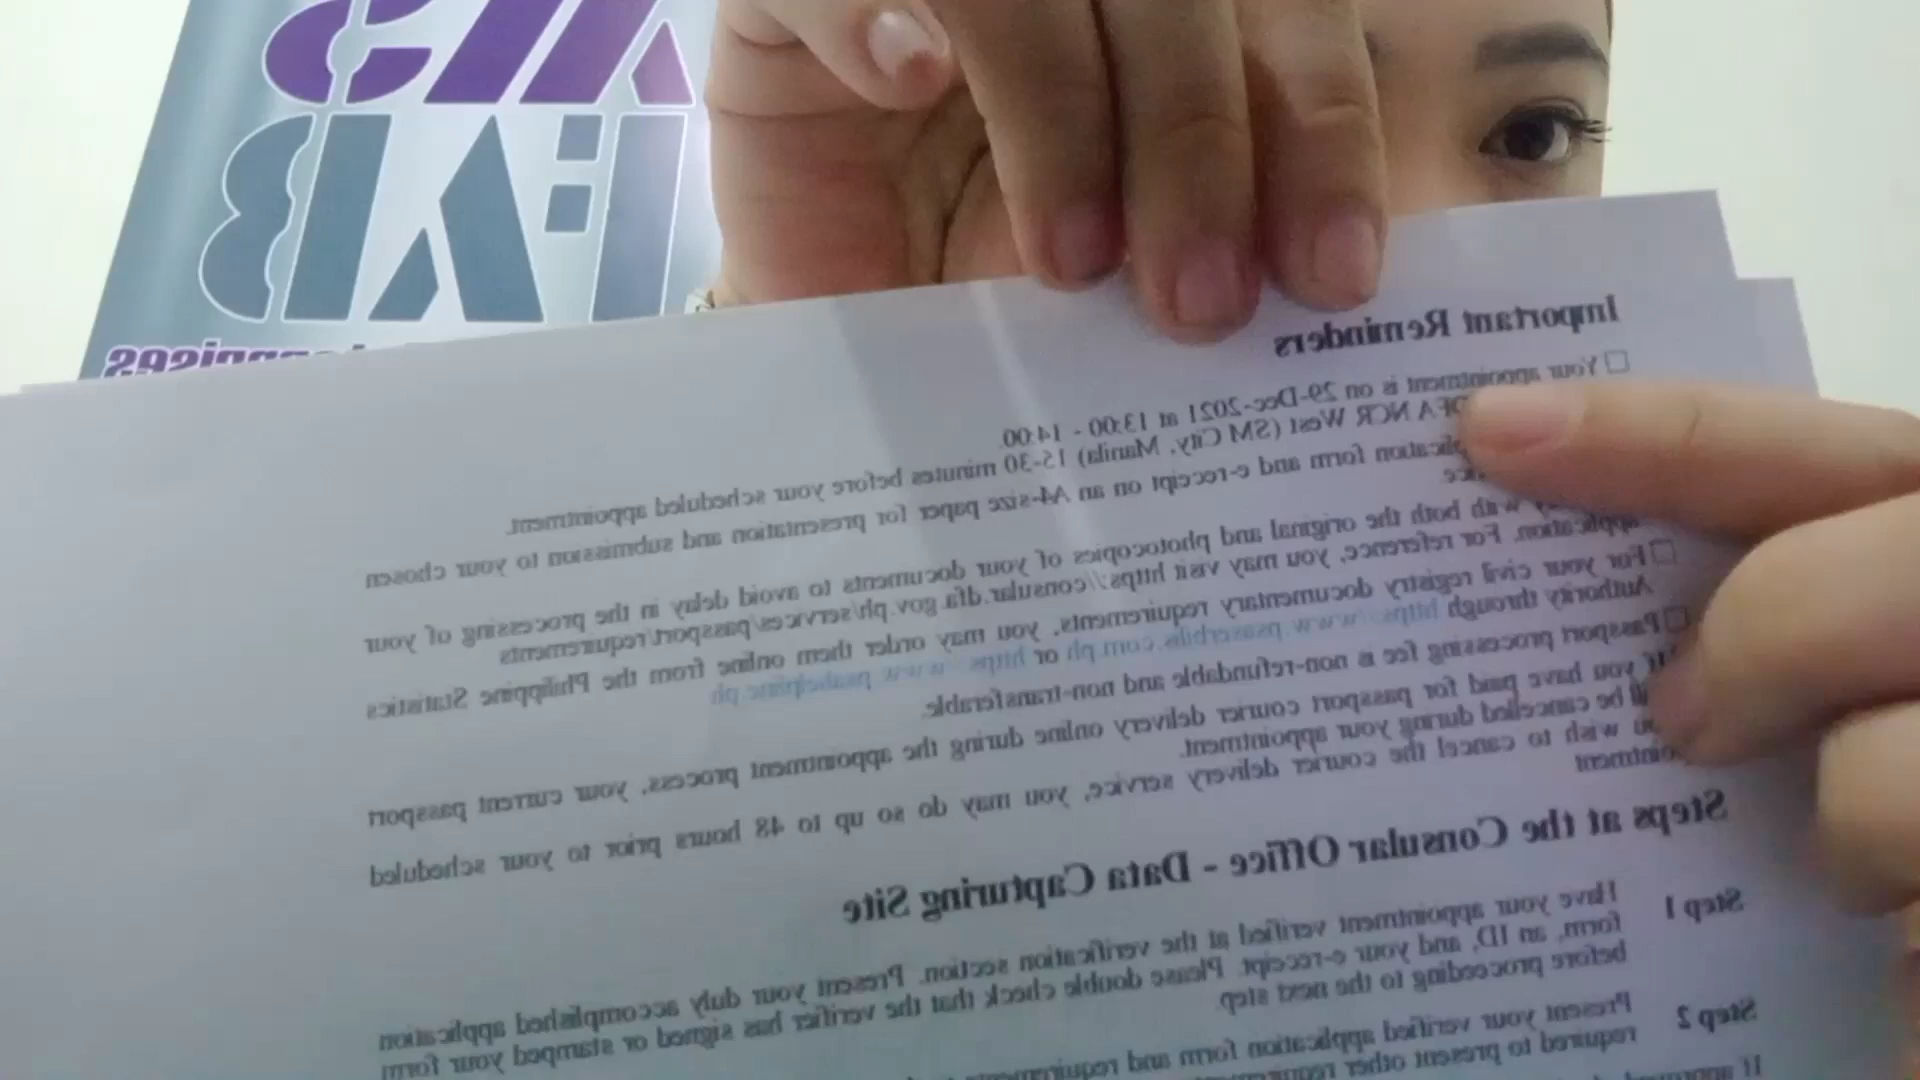 Important Reminders
☐ Your appointment is on 29-Dec-2021 at 13:00 - 14:00.
DFA NCR West (SM City, Manila) 15-30 minutes before your scheduled appointment.
form and e-receipt on an A4-size paper for presentation and submission to your chosen
with both the original and photocopies of your documents to avoid delay in the processing of your
application. For reference, you may visit https://consular.dfa.gov.ph/services/passport/requirements
☐ For your civil registry documentary requirements, you may order them online from the Philippine Statistics
Authority through https://www.psaserbilis.com.ph or https://www.psahelpline.ph
☐ Passport processing fee is non-refundable and non-transferable.
If you have paid for passport courier delivery online during the appointment process, your current passport
be cancelled during your appointment.
wish to cancel the courier delivery service, you may do so up to 48 hours prior to your scheduled
Steps at the Consular Office - Data Capturing Site
Step 1
Have your appointment verified at the verification section. Present your duly accomplished application
form, an ID, and your e-receipt. Please double check that the verifier has signed or stamped your form
before proceeding to the next step.
Step 2
Present your verified application form and
required to present other
If